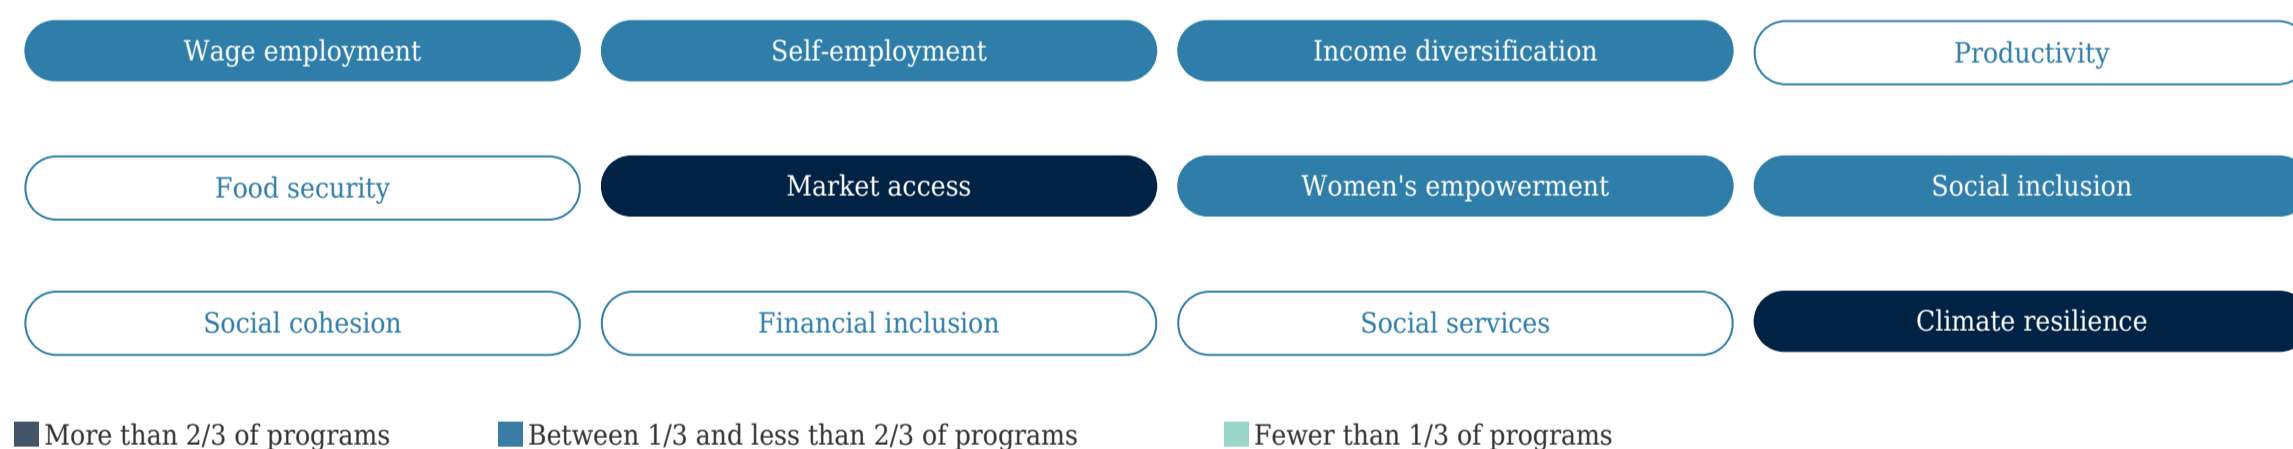 Wage employment Self-employment Income diversification Productivity
Food security Market access Women's empowerment Social inclusion
Social cohesion Financial inclusion Social services Climate resilience
More than 2/3 of programs Between 1/3 and less than 2/3 of programs Fewer than 1/3 of programs